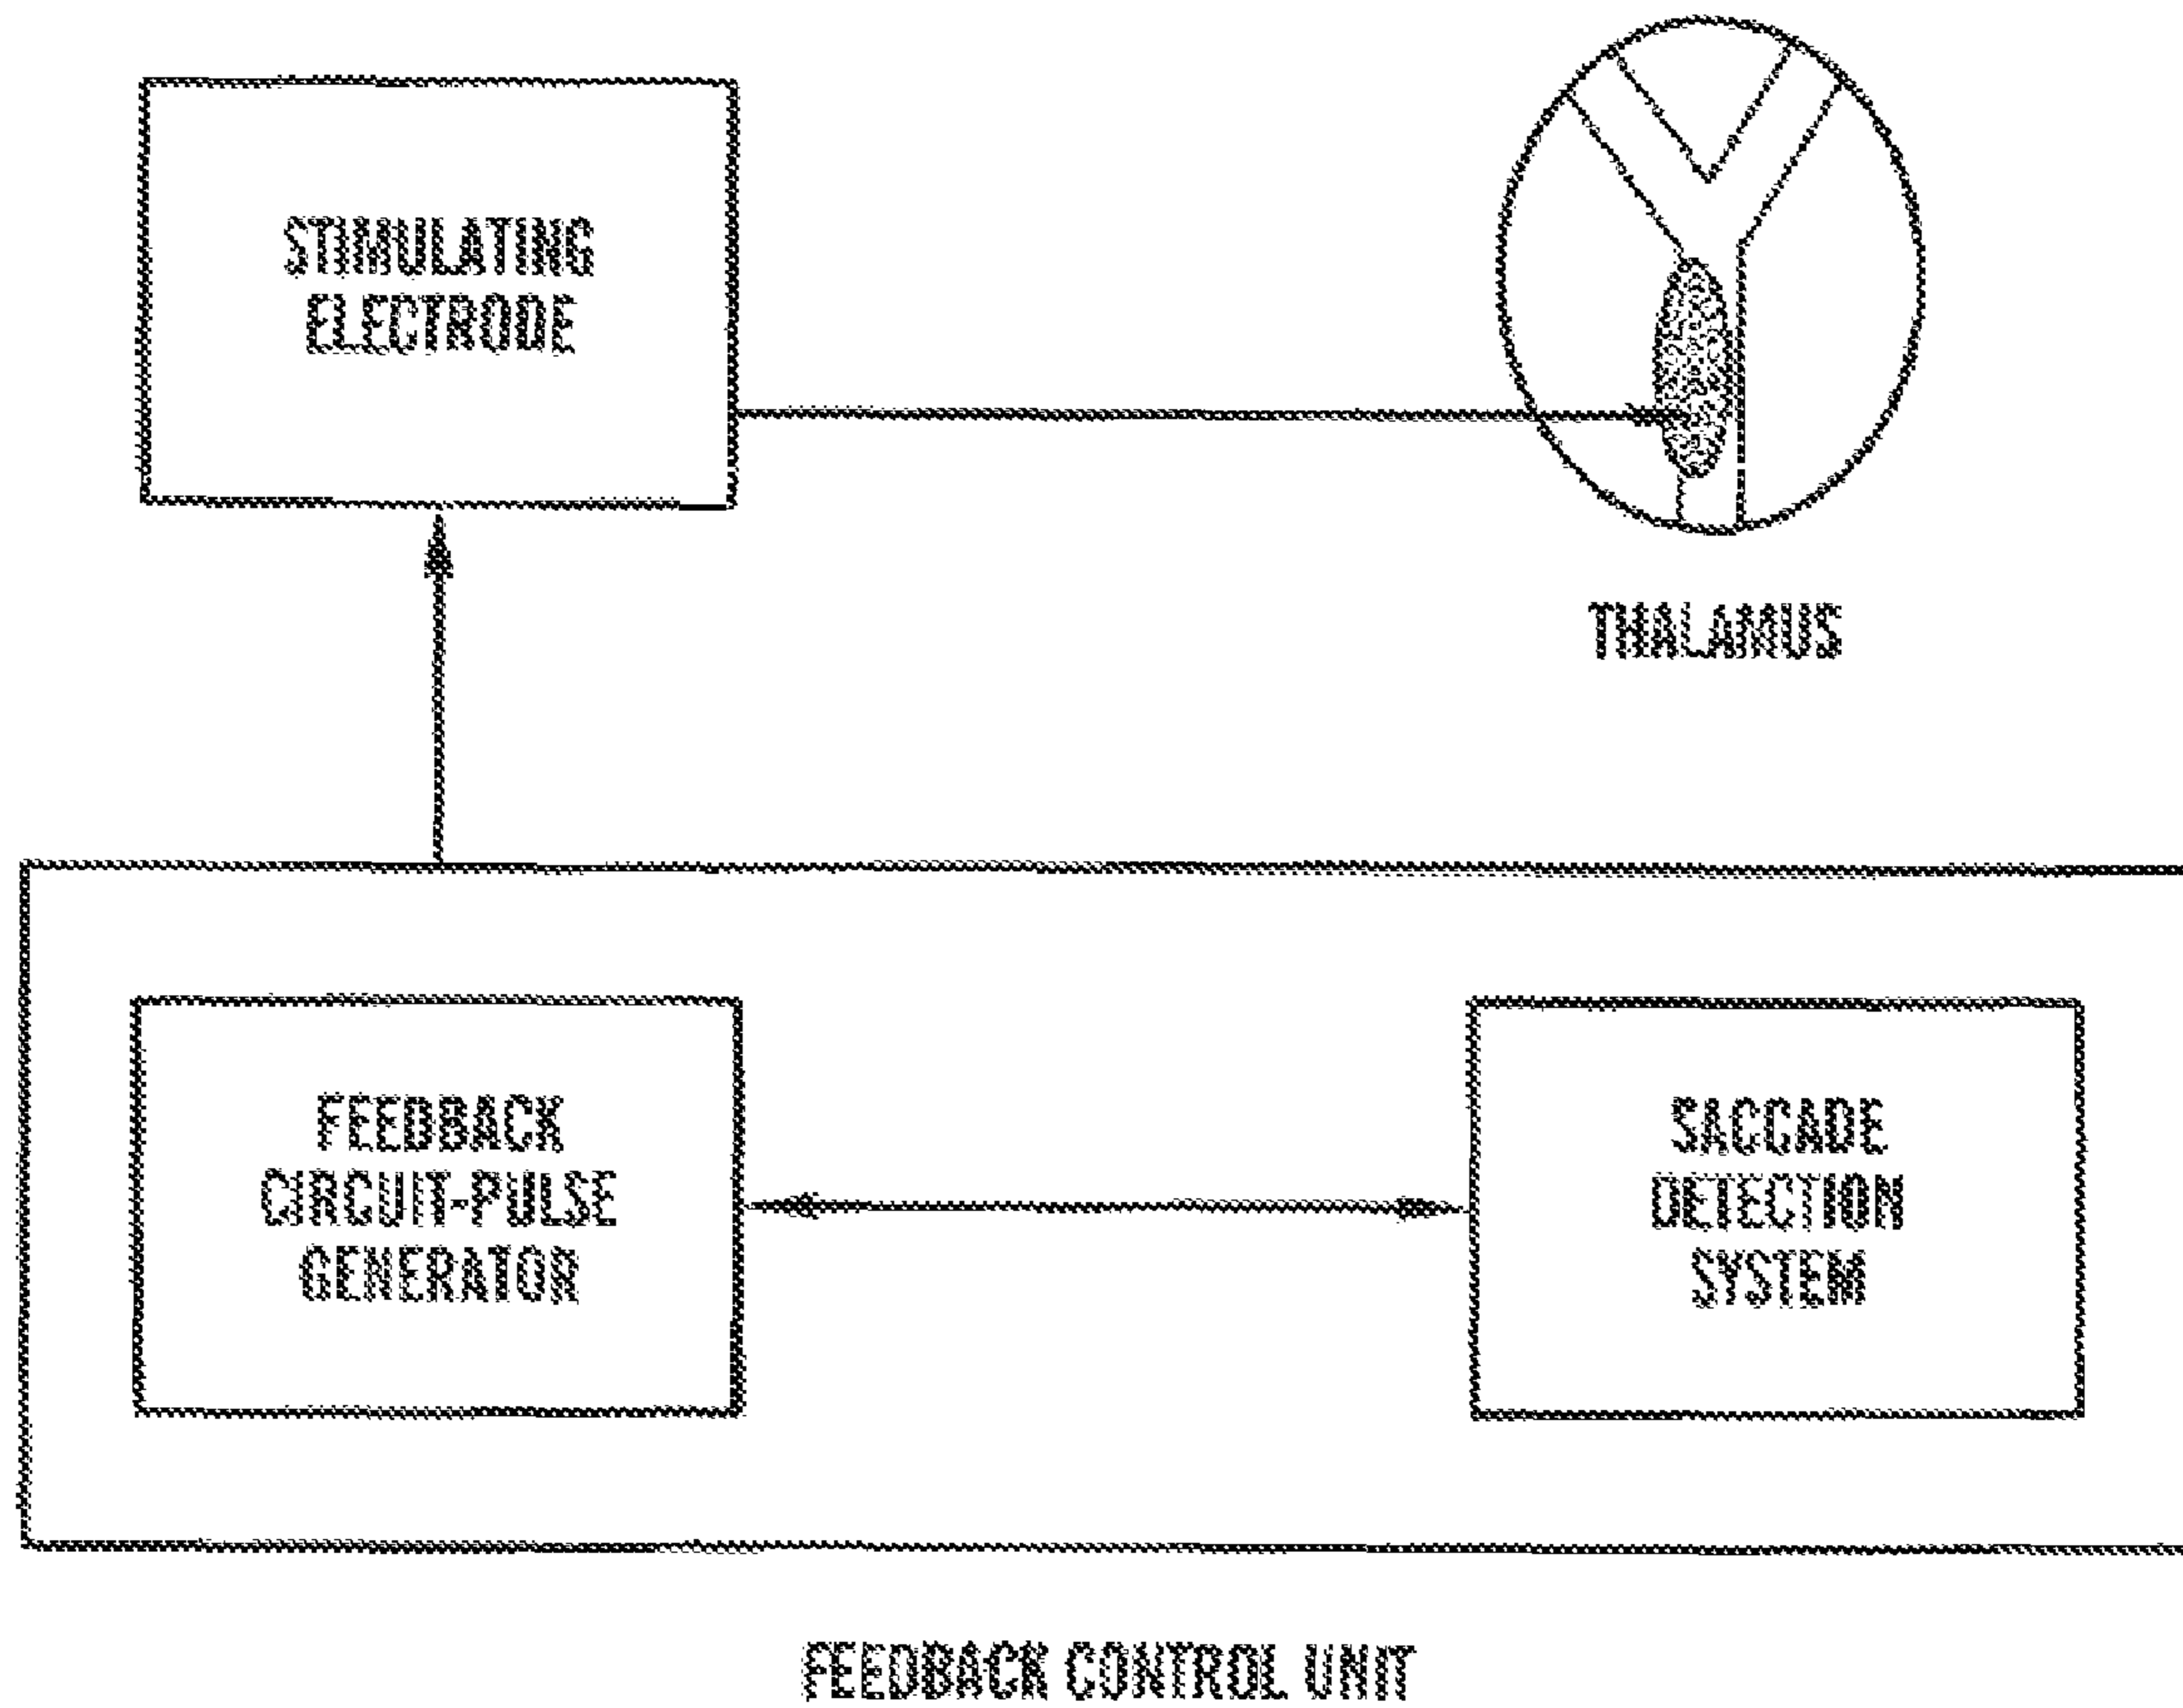 STIMULATING
ELECTRODE
THALAMUS
FEEDBACK
CIRCUIT-PULSE
GENERATOR
SACCADE
DETECTION
SYSTEM
FEEDBACK CONTROL UNIT